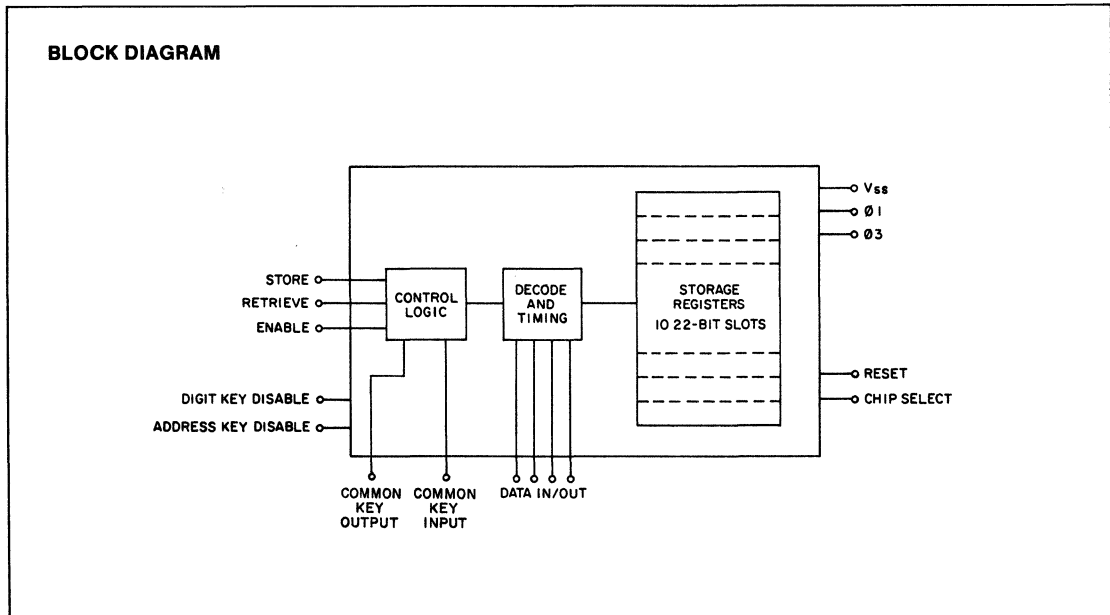 BLOCK DIAGRAM
STORE
RETRIEVE
ENABLE
DIGIT KEY DISABLE
ADDRESS KEY DISABLE
CONTROL
LOGIC
DECODE
AND
TIMING
STORAGE
REGISTERS
10 22-BIT SLOTS
Vss
Ø1
Ø3
RESET
CHIP SELECT
COMMON
KEY
OUTPUT
COMMON
KEY
INPUT
DATA IN/OUT